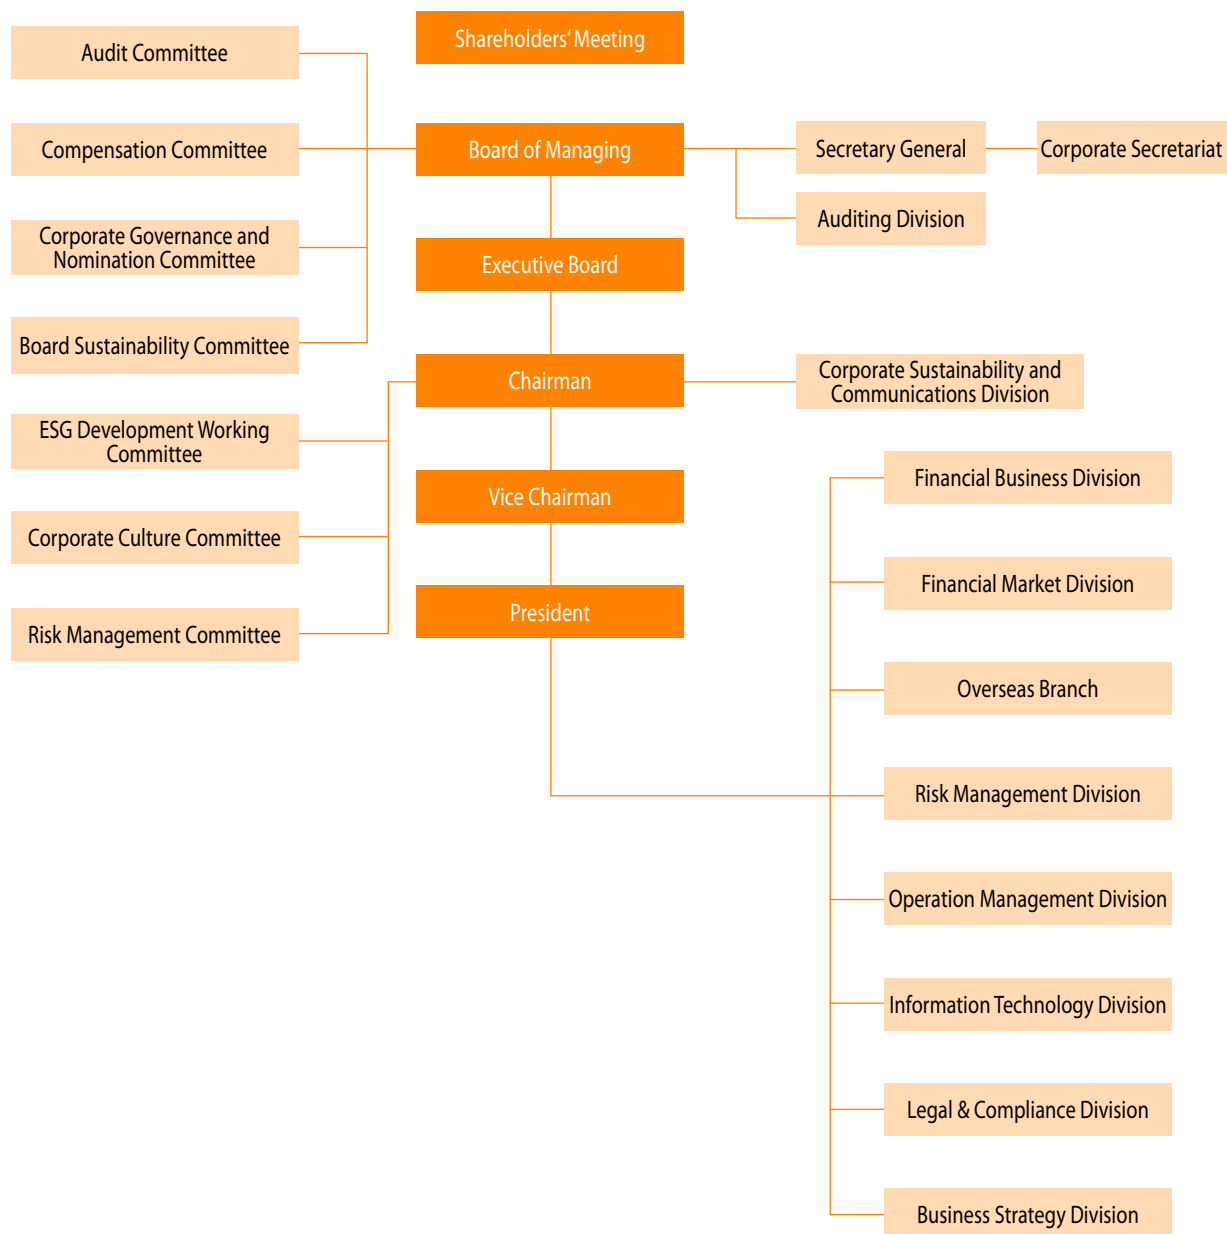 Shareholders‘ Meeting
Audit Committee
Compensation Committee
Board of Managing
Secretary General
Corporate Secretariat
Auditing Division
Corporate Governance and
Nomination Committee
Executive Board
Board Sustainability Committee
Chairman
Corporate Sustainability and
Communications Division
ESG Development Working
Committee
Financial Business Division
Vice Chairman
Corporate Culture Committee
Financial Market Division
President
Risk Management Committee
Overseas Branch
Risk Management Division
Operation Management Division
Information Technology Division
Legal & Compliance Division
Business Strategy Division